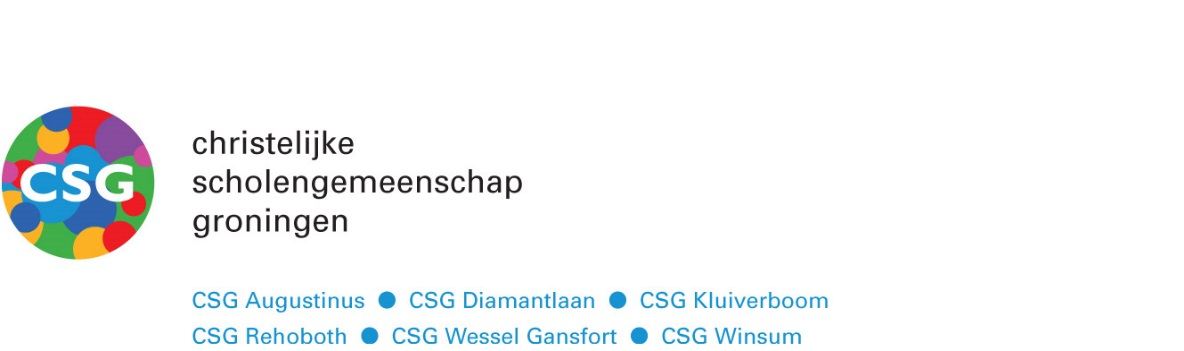 CSG
christelijke
scholengemeenschap
groningen
CSG Augustinus ● CSG Diamantlaan ● CSG Kluiverboom
CSG Rehoboth ● CSG Wessel Gansfort ● CSG Winsum